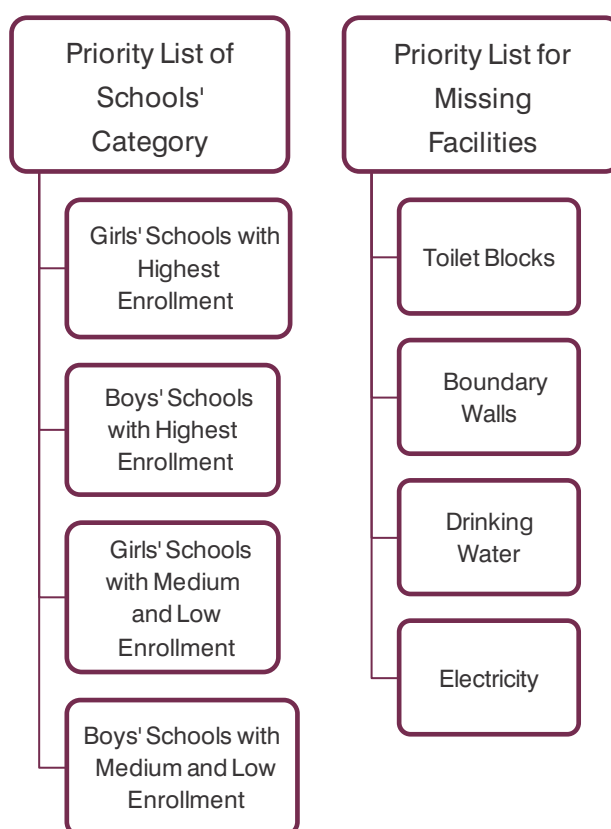 Priority List of
Schools'
Category
Girls' Schools with
Highest
Enrollment
Boys' Schools
with Highest
Enrollment
Girls' Schools
with Medium
and Low
Enrollment
Boys' Schools with
Medium and Low
Enrollment
Priority List for
Missing
Facilities
Toilet Blocks
Boundary
Walls
Drinking
Water
Electricity